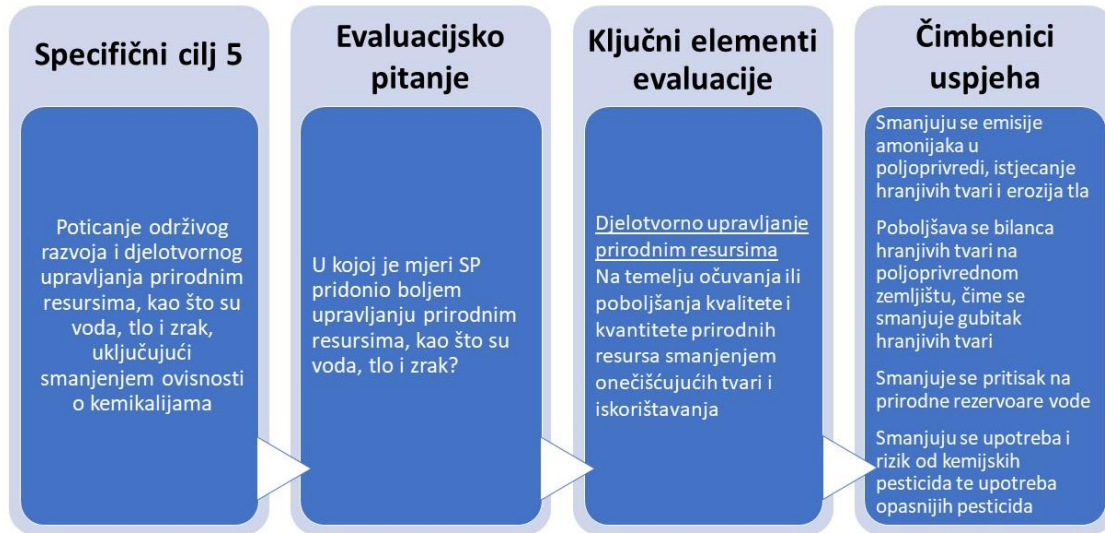 Specifični cilj 5
Poticanje održivog
razvoja i djelotvornog
upravljanja prirodnim
resursima, kao što su
voda, tlo i zrak,
uključujući
smanjenjem ovisnosti
o kemikalijama
Evaluacijsko
pitanje
U kojoj je mjeri SP
pridonio boljem
upravljanju prirodnim
resursima, kao što su
voda, tlo i zrak?
Ključni elementi
evaluacije
Djelotvorno upravljanje
prirodnim resursima
Na temelju očuvanja ili
poboljšanja kvalitete i
kvantitete prirodnih
resursa smanjenjem
onečišćujućih tvari i
iskorištavanja
Čimbenici
uspjeha
Smanjuju se emisije
amonijaka u
poljoprivredi, istjecanje
hranjivih tvari i erozija tla
Poboljšava se bilanca
hranjivih tvari na
poljoprivrednom
zemljištu, čime se
smanjuje gubitak
hranjivih tvari
Smanjuje se pritisak na
prirodne rezervoare vode
Smanjuju se upotreba i
rizik od kemijskih
pesticida te upotreba
opasnijih pesticida